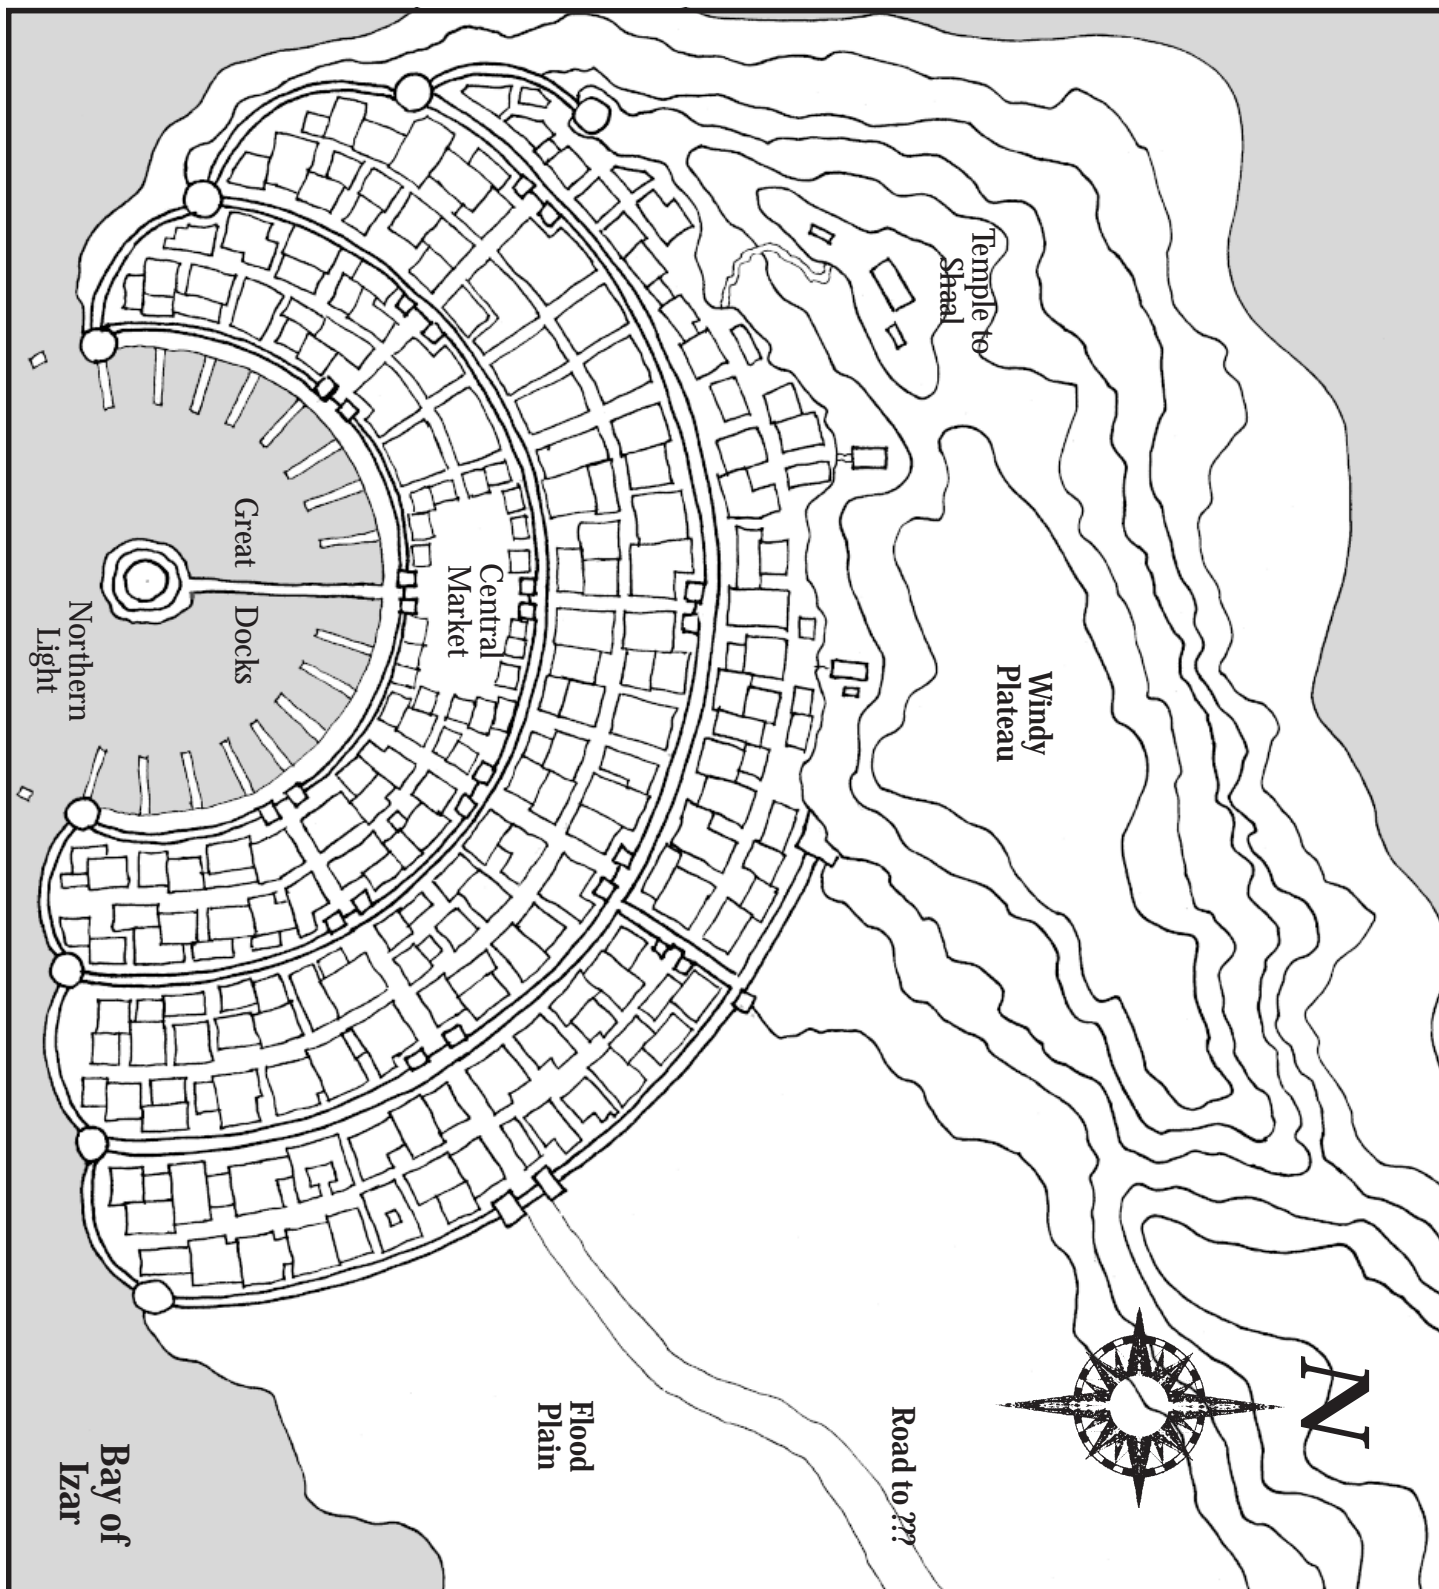 N
Temple to
Shaal
Windy
Plateau
Road to ???
Central
Market
Flood
Plain
Great Docks
Northern
Light
Bay of
Izar